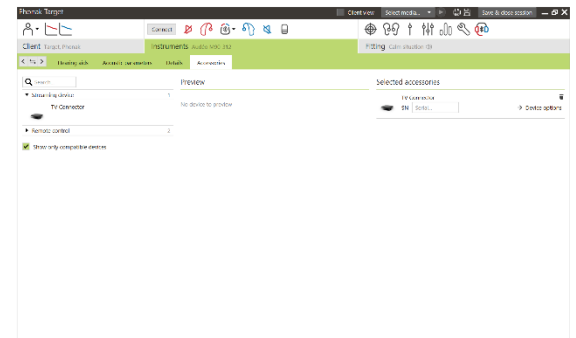 Phonak Target
Client view
Select media...
Save & close session
Connect
Client Target, Phonak
Instruments
Fitting
Hearing aids
Acoustic parameters
Details
Accessories
Search
Streaming device
TV Connector
Remote control 2
Show only compatible devices
Preview
No device to preview
Selected accessories
TV Connector
SN
Device options